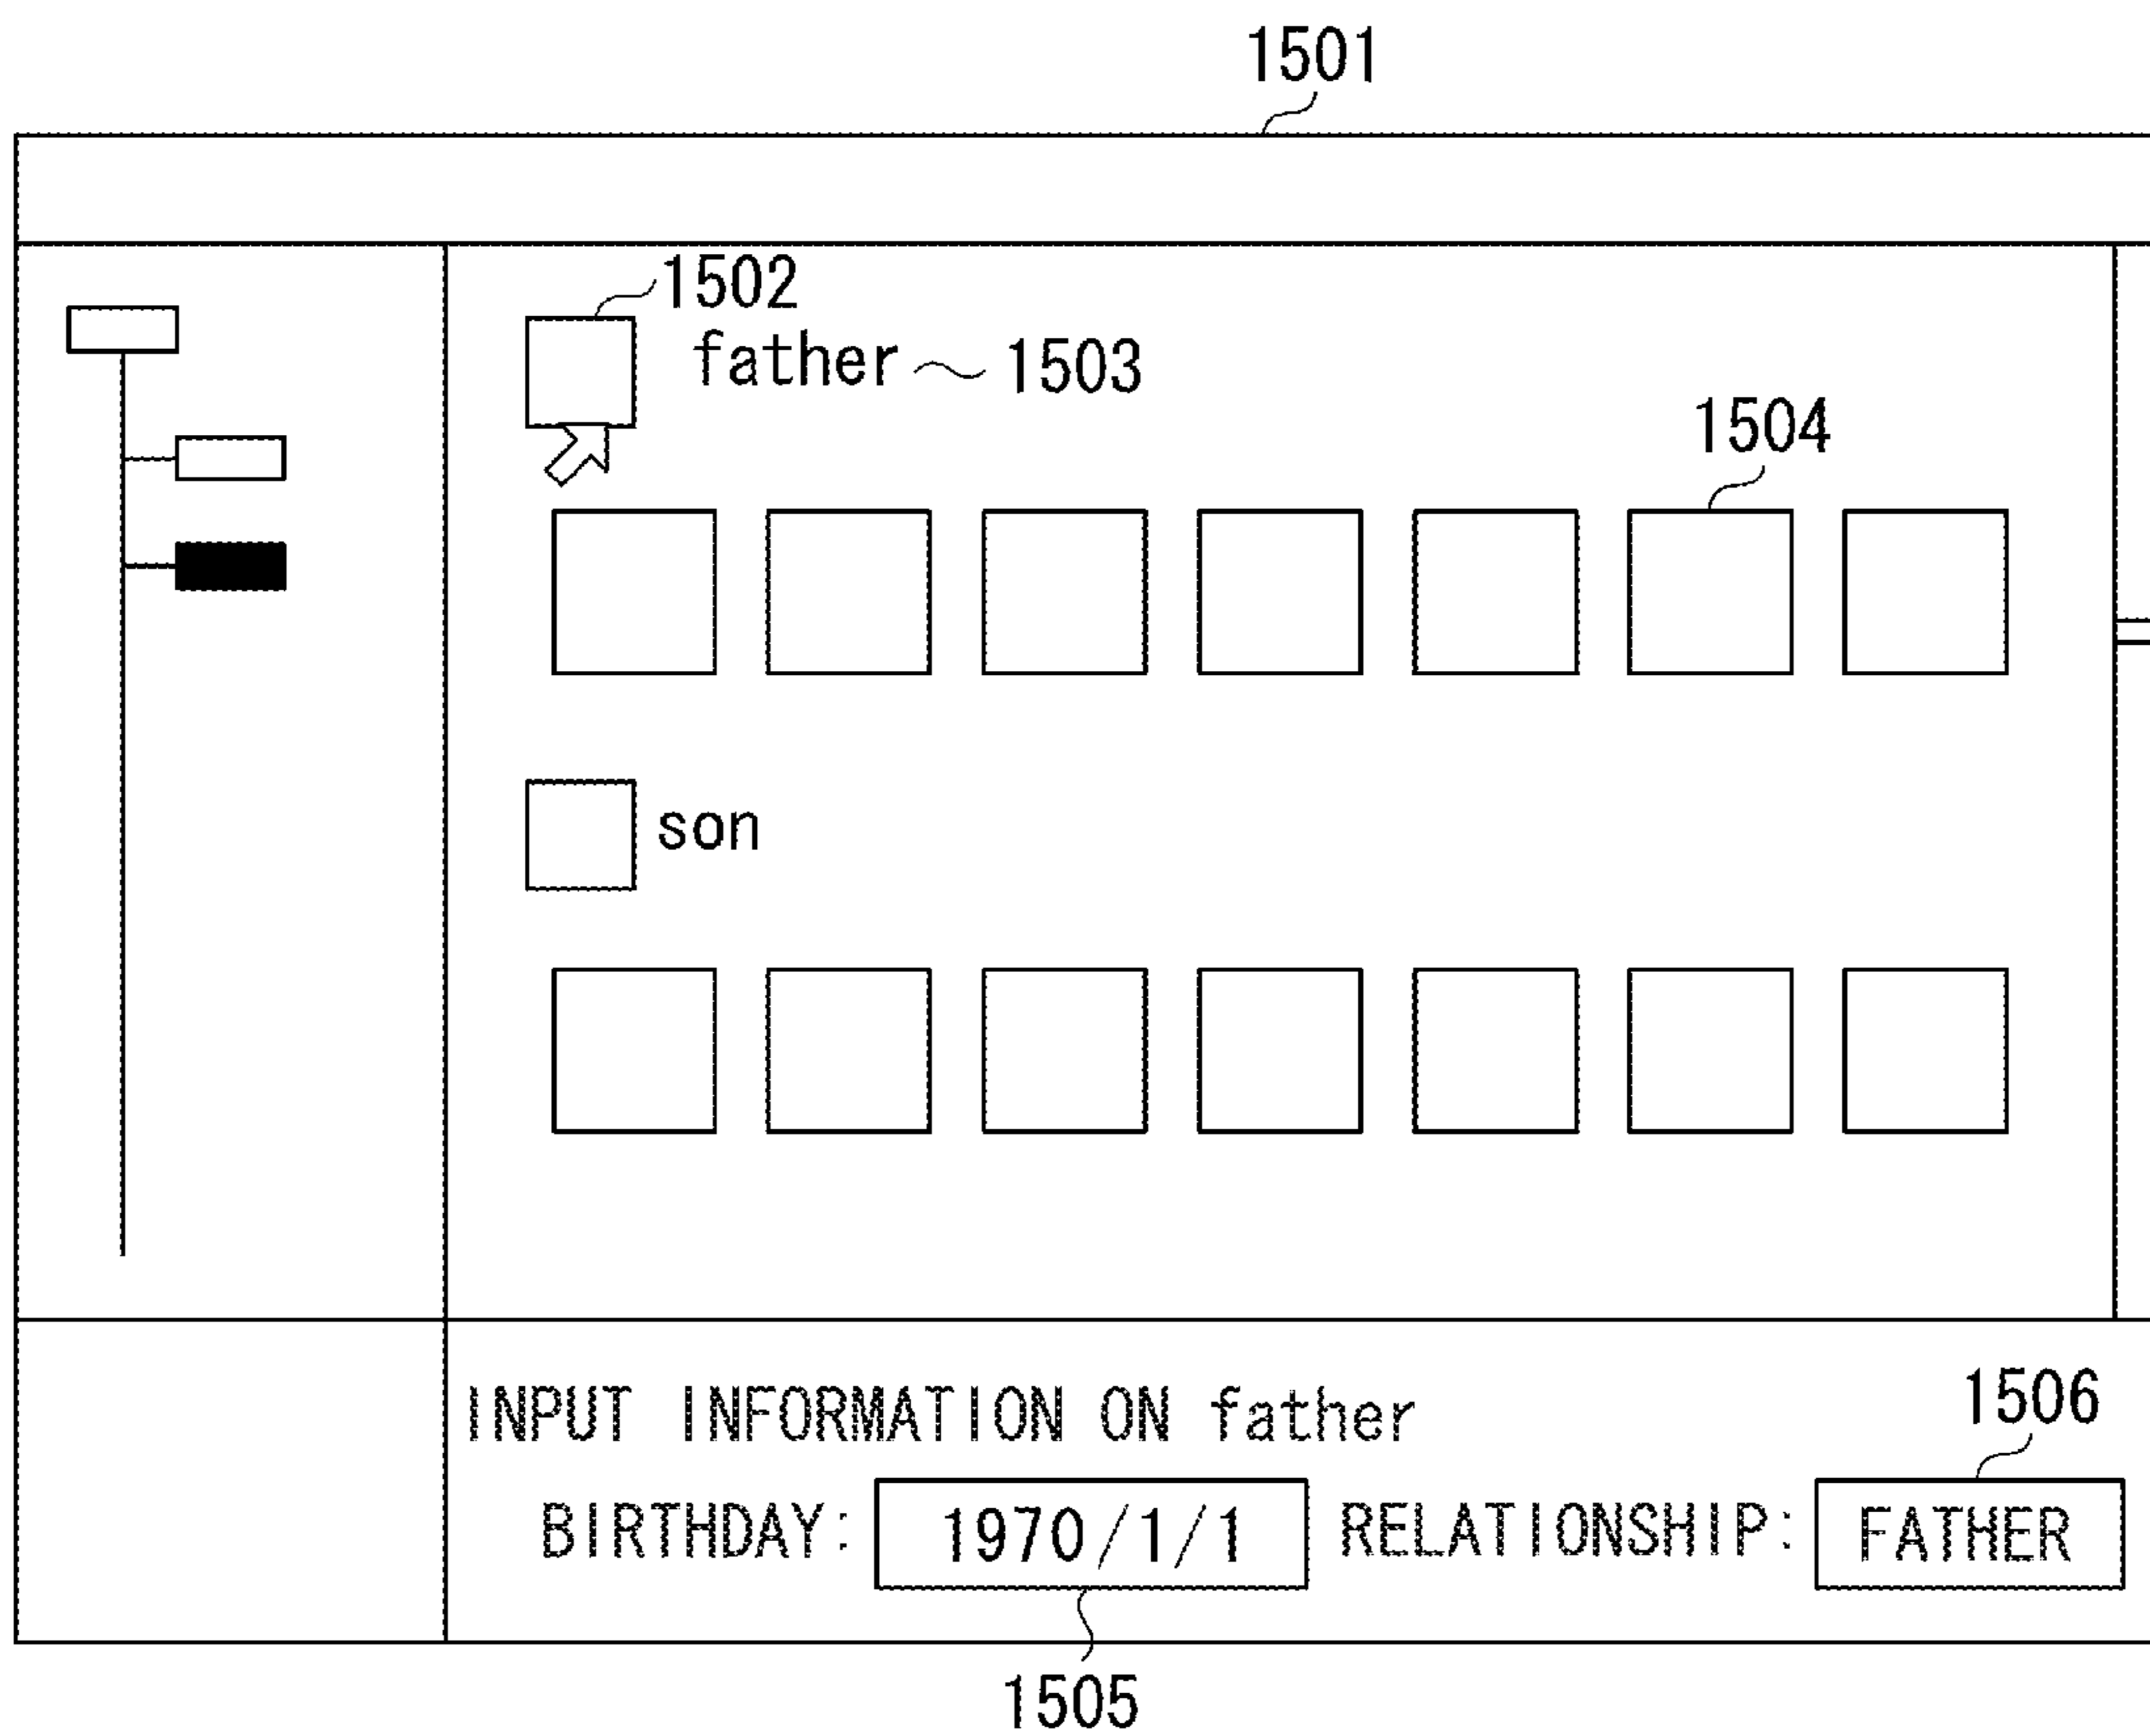 1501
1502
father 1503
1504
son
INPUT INFORMATION ON father
1506
BIRTHDAY: 1970/1/1 RELATIONSHIP: FATHER
1505